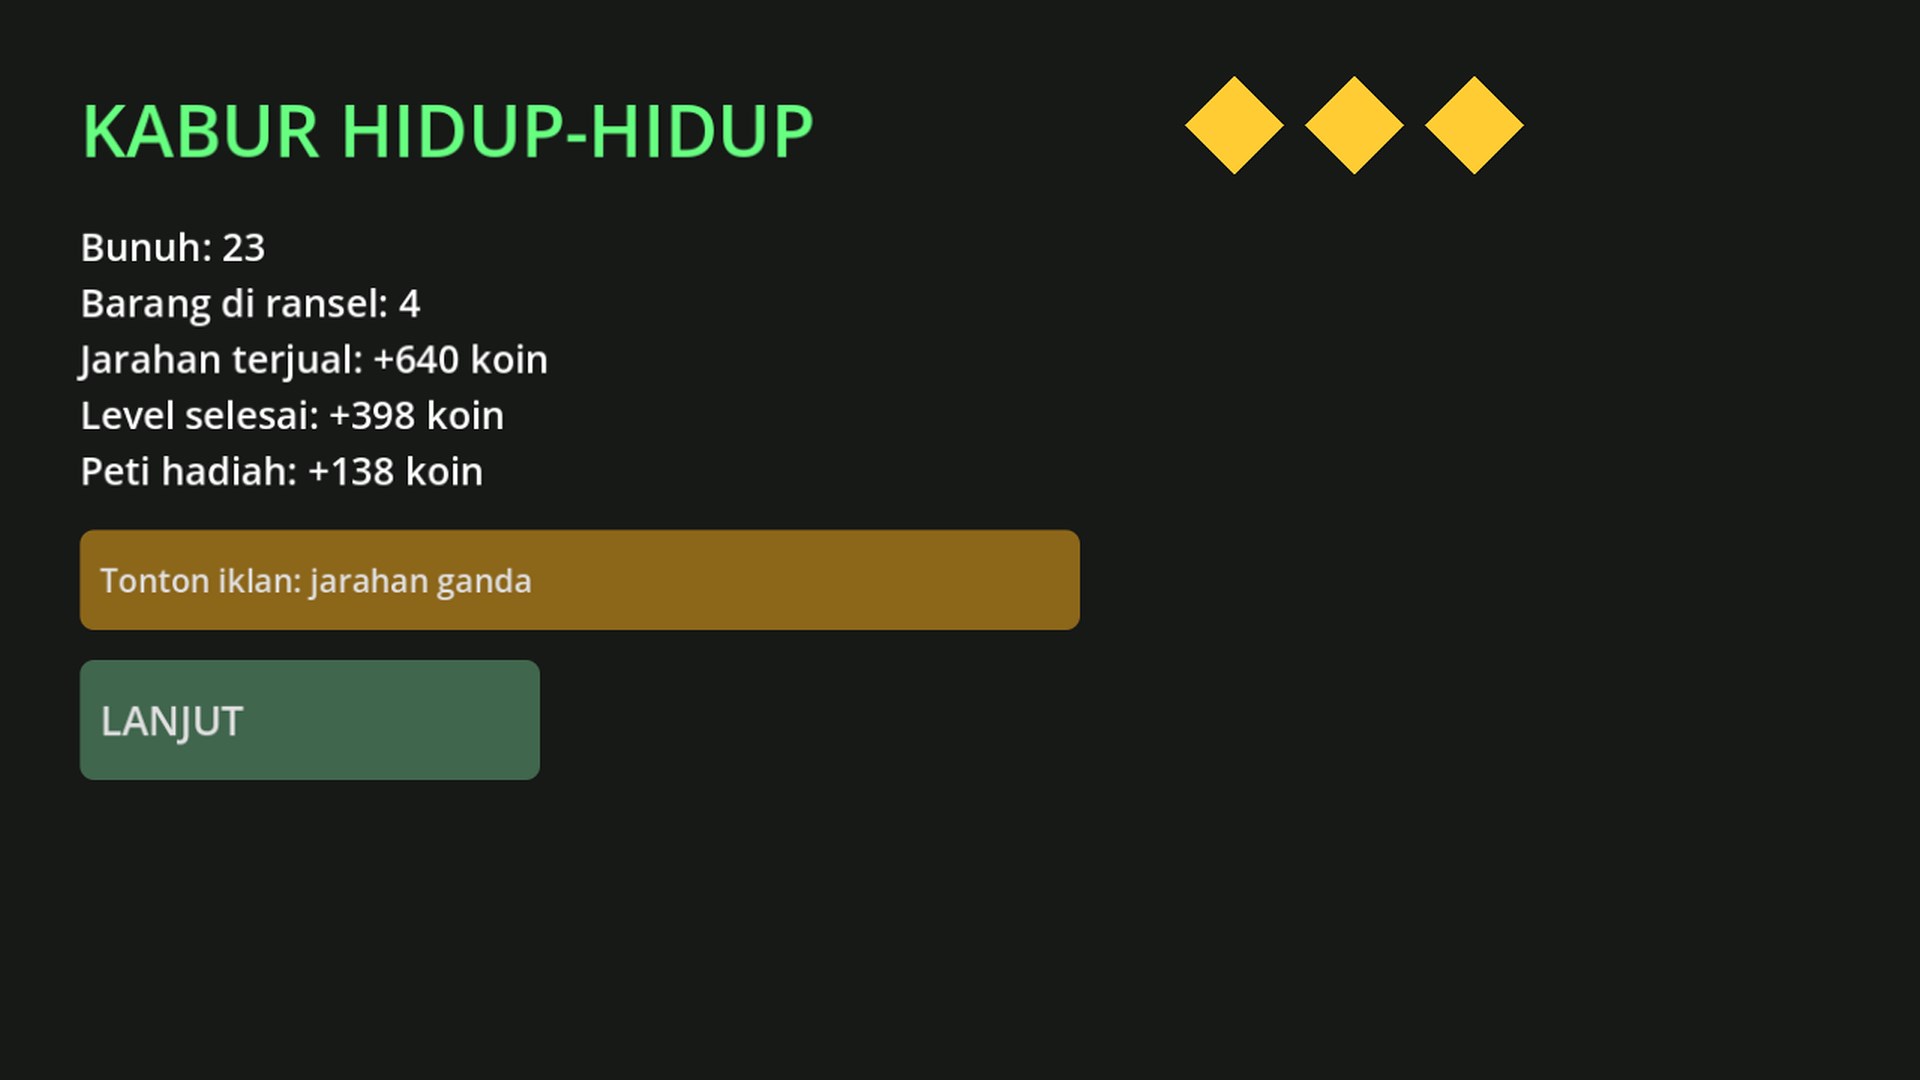 KABUR HIDUP-HIDUP
Bunuh: 23
Barang di ransel: 4
Jarahan terjual: +640 koin
Level selesai: +398 koin
Peti hadiah: +138 koin
Tonton iklan: jarahan ganda
LANJUT